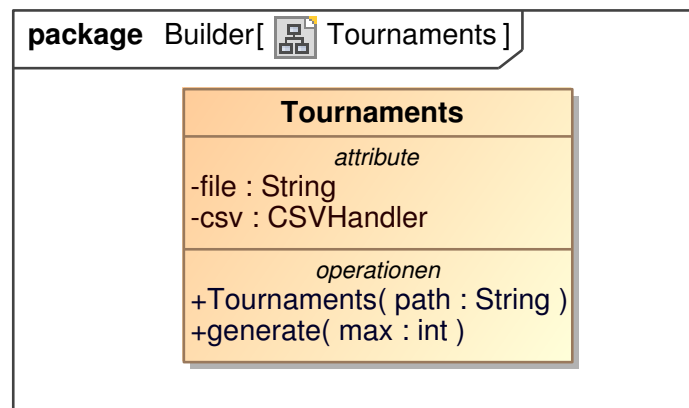 package Builder[ Tournaments ]
Tournaments
attribute
-file : String
-csv : CSVHandler
operationen
+Tournaments( path : String )
+generate( max : int )